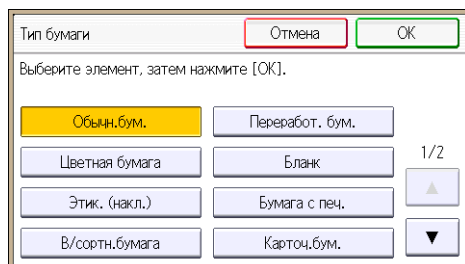 Тип бумаги Отмена OK
Выберите элемент, затем нажмите [OK].
Обычн.бум. Переработ. бум.
Цветная бумага Бланк 1/2
Этик. (накл.) Бумага с печ.
В/сортн.бумага Карточ.бум.